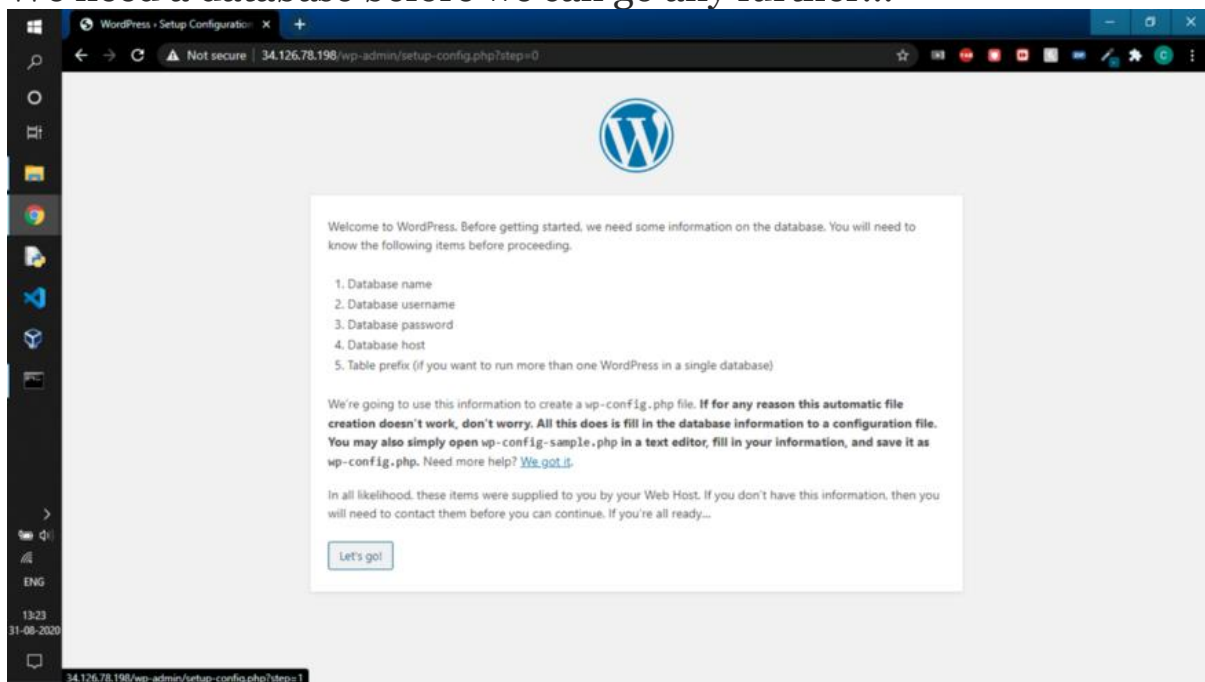 We need a database before we can go any further...
WordPress › Setup Configuration
Not secure | 34.126.78.198/wp-admin/setup-config.php?step=0
Welcome to WordPress. Before getting started, we need some information on the database. You will need to
know the following items before proceeding.
1. Database name
2. Database username
3. Database password
4. Database host
5. Table prefix (if you want to run more than one WordPress in a single database)
We're going to use this information to create a wp-config.php file. If for any reason this automatic file
creation doesn't work, don't worry. All this does is fill in the database information to a configuration file.
You may also simply open wp-config-sample.php in a text editor, fill in your information, and save it as
wp-config.php. Need more help? We got it.
In all likelihood, these items were supplied to you by your Web Host. If you don't have this information, then you
will need to contact them before you can continue. If you're all ready...
Let's go!
ENG
13:23
31-08-2020
34.126.78.198/wp-admin/setup-config.php?step=1